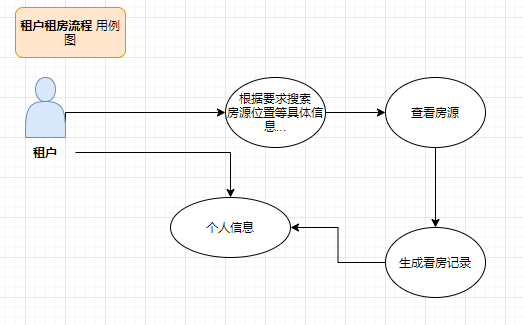 租户租房流程 用例
图
根据要求搜索
房源位置等具体信
息...
查看房源
租户
个人信息
生成看房记录